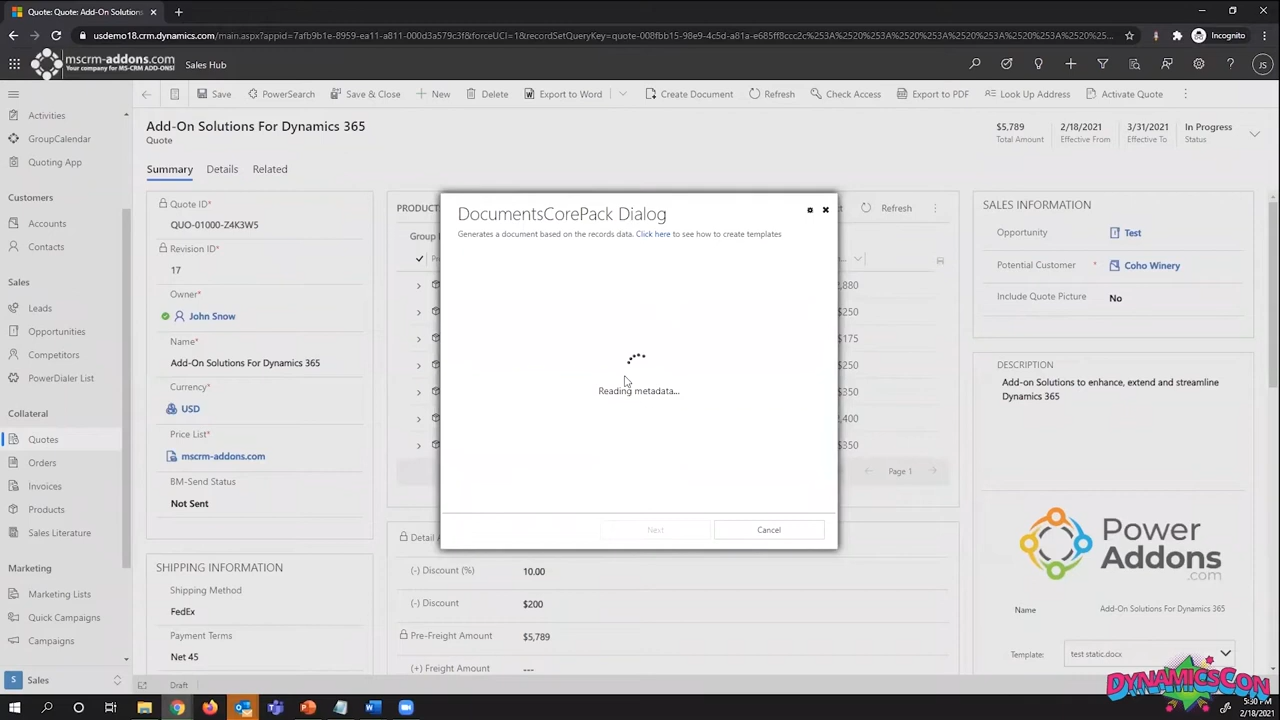 Quote: Quote: Add-On Solutions
usdemo18.crm.dynamics.com/main.aspx?appid=7afb9b1e-8959-ea11-a811-000d3a579c3f&forceUCI=1&recordSetQueryKey=quote-008fbb15-98e9-4c5d-a81a-e685ff8ccc2c%253A%2520%253A%2520%253A%2520%253A%2520%253A%2520%253A%2520%253A%2520%253A%25...
Incognito
mscrm-addons.com
Your company for MS-CRM ADD-ONS!
Sales Hub
JS
Save
PowerSearch
Save & Close
New
Delete
Export to Word
Create Document
Refresh
Check Access
Export to PDF
Look Up Address
Activate Quote
Activities
GroupCalendar
Quoting App
Customers
Accounts
Contacts
Sales
Leads
Opportunities
Competitors
PowerDialer List
Collateral
Quotes
Orders
Invoices
Products
Sales Literature
Marketing
Marketing Lists
Quick Campaigns
Campaigns
S Sales
Add-On Solutions For Dynamics 365
Quote
$5,789
Total Amount
2/18/2021
Effective From
3/31/2021
Effective To
In Progress
Status
Summary
Details
Related
Quote ID
QUO-01000-Z4K3W5
Revision ID*
17
Owner*
John Snow
Name*
Add-On Solutions For Dynamics 365
Currency*
USD
Price List*
mscrm-addons.com
BM-Send Status
Not Sent
SHIPPING INFORMATION
Shipping Method
FedEx
Payment Terms
Net 45
Draft
Refresh
DocumentsCorePack Dialog
Generates a document based on the records data. Click here to see how to create templates
Reading metadata...
Next
Cancel
,880
$250
$175
$250
$350
,400
$350
Page 1
(-) Discount (%)
10.00
(-) Discount
$200
Pre-Freight Amount
$5,789
(+) Freight Amount
---
SALES INFORMATION
Opportunity
Test
Potential Customer *
Coho Winery
Include Quote Picture
No
DESCRIPTION
Add-on Solutions to enhance, extend and streamline
Dynamics 365
Power
Addons
.com
Name
Add-On Solutions For Dynamics 365
Template:
test static.docx
DYNAMICSCON
5:30 PM
2/18/2021